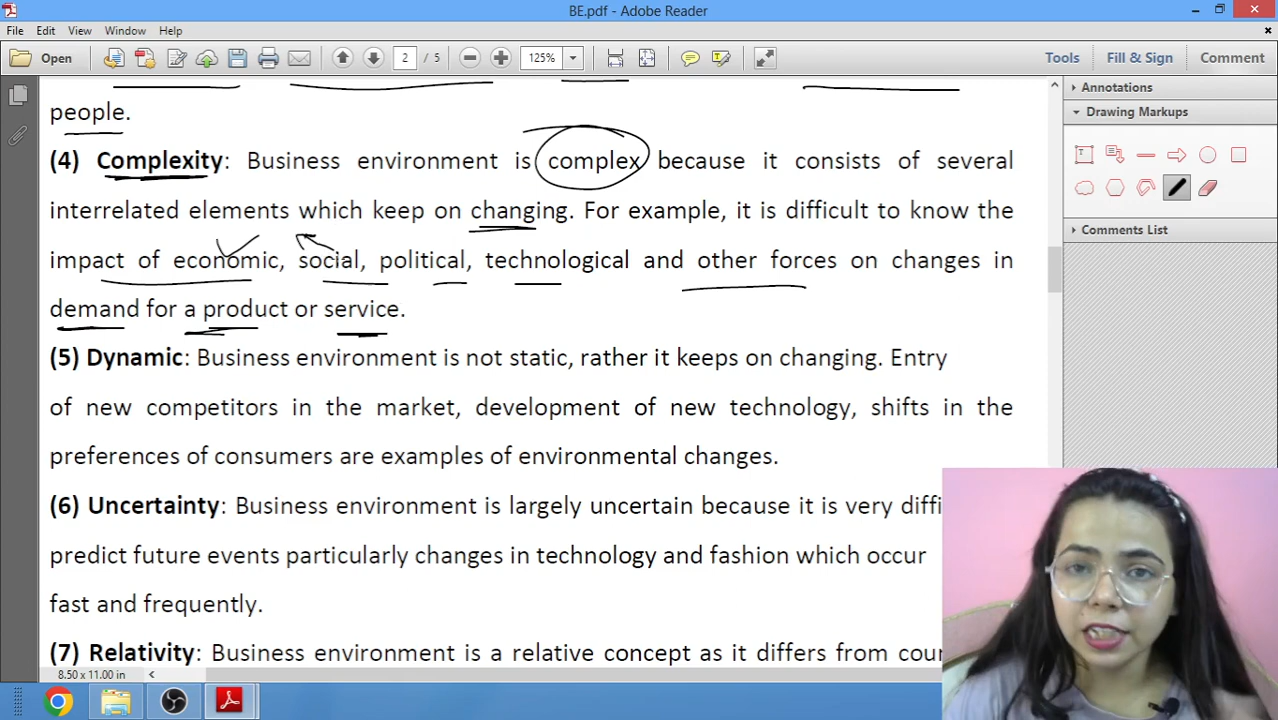 BE.pdf - Adobe Reader
File Edit View Window Help
Open 2 / 5 125% Tools Fill & Sign Comment
Annotations
Drawing Markups
Comments List
people.
(4) Complexity: Business environment is complex because it consists of several
interrelated elements which keep on changing. For example, it is difficult to know the
impact of economic, social, political, technological and other forces on changes in
demand for a product or service.
(5) Dynamic: Business environment is not static, rather it keeps on changing. Entry
of new competitors in the market, development of new technology, shifts in the
preferences of consumers are examples of environmental changes.
(6) Uncertainty: Business environment is largely uncertain because it is very diffi
predict future events particularly changes in technology and fashion which occur
fast and frequently.
(7) Relativity: Business environment is a relative concept as it differs from coun
8.50 x 11.00 in